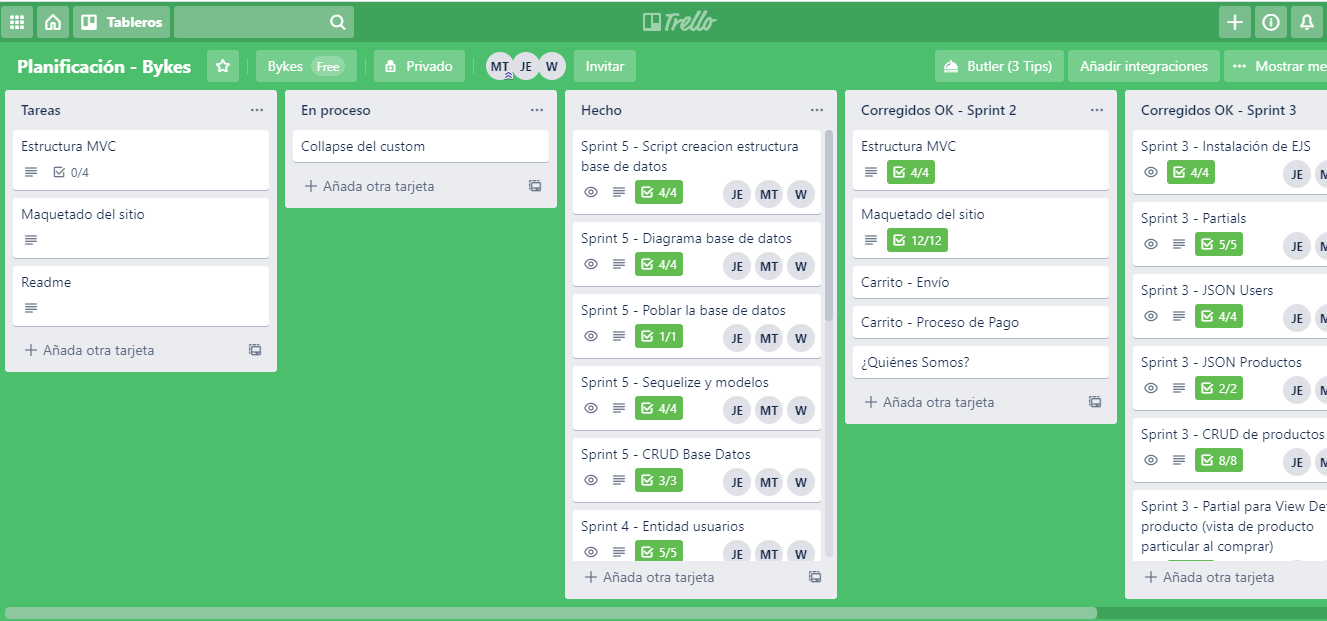 Tableros
Trello
Planificación - Bykes
Bykes Free
Privado
MT JE W
Invitar
Butler (3 Tips)
Añadir integraciones
Mostrar me
Tareas
Estructura MVC
0/4
Maquetado del sitio
Readme
Añada otra tarjeta
En proceso
Collapse del custom
Añada otra tarjeta
Hecho
Sprint 5 - Script creacion estructura
base de datos
4/4 JE MT W
Sprint 5 - Diagrama base de datos
4/4 JE MT W
Sprint 5 - Poblar la base de datos
1/1 JE MT W
Sprint 5 - Sequelize y modelos
4/4 JE MT W
Sprint 5 - CRUD Base Datos
3/3 JE MT W
Sprint 4 - Entidad usuarios
5/5 JE MT W
Añada otra tarjeta
Corregidos OK - Sprint 2
Estructura MVC
4/4
Maquetado del sitio
12/12
Carrito - Envío
Carrito - Proceso de Pago
¿Quiénes Somos?
Añada otra tarjeta
Corregidos OK - Sprint 3
Sprint 3 - Instalación de EJS
4/4 JE M
Sprint 3 - Partials
5/5 JE M
Sprint 3 - JSON Users
4/4 JE M
Sprint 3 - JSON Productos
2/2 JE M
Sprint 3 - CRUD de productos
8/8 JE M
Sprint 3 - Partial para View De
producto (vista de producto
particular al comprar)
Añada otra tarjeta